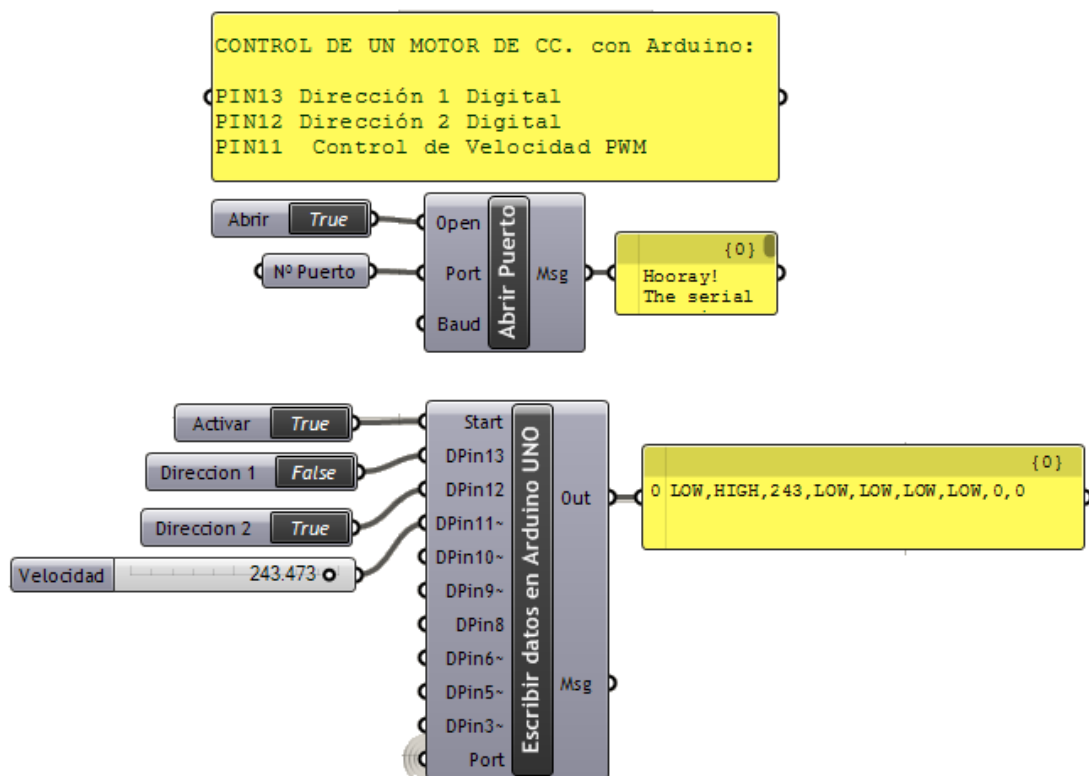 CONTROL DE UN MOTOR DE CC. con Arduino:
PIN13 Dirección 1 Digital
PIN12 Dirección 2 Digital
PIN11  Control de Velocidad PWM
Abrir True
Nº Puerto
Open
Port
Baud
Abrir Puerto
Msg
{0}
Hooray!
The serial
Activar True
Direccion 1 False
Direccion 2 True
Velocidad 243.473
Start
DPin13
DPin12
DPin11~
DPin10~
DPin9~
DPin8
DPin6~
DPin5~
DPin3~
Port
Escribir datos en Arduino UNO
Out
Msg
{0}
0 LOW,HIGH,243,LOW,LOW,LOW,LOW,0,0